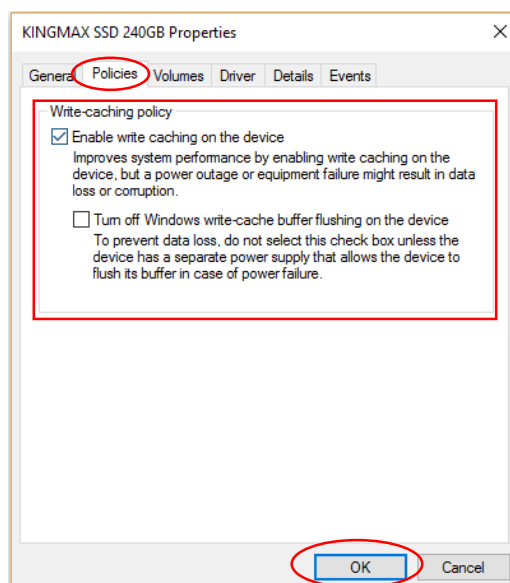 KINGMAX SSD 240GB Properties
General Policies Volumes Driver Details Events
Write-caching policy
Enable write caching on the device
Improves system performance by enabling write caching on the
device, but a power outage or equipment failure might result in data
loss or corruption.
Turn off Windows write-cache buffer flushing on the device
To prevent data loss, do not select this check box unless the
device has a separate power supply that allows the device to
flush its buffer in case of power failure.
OK Cancel